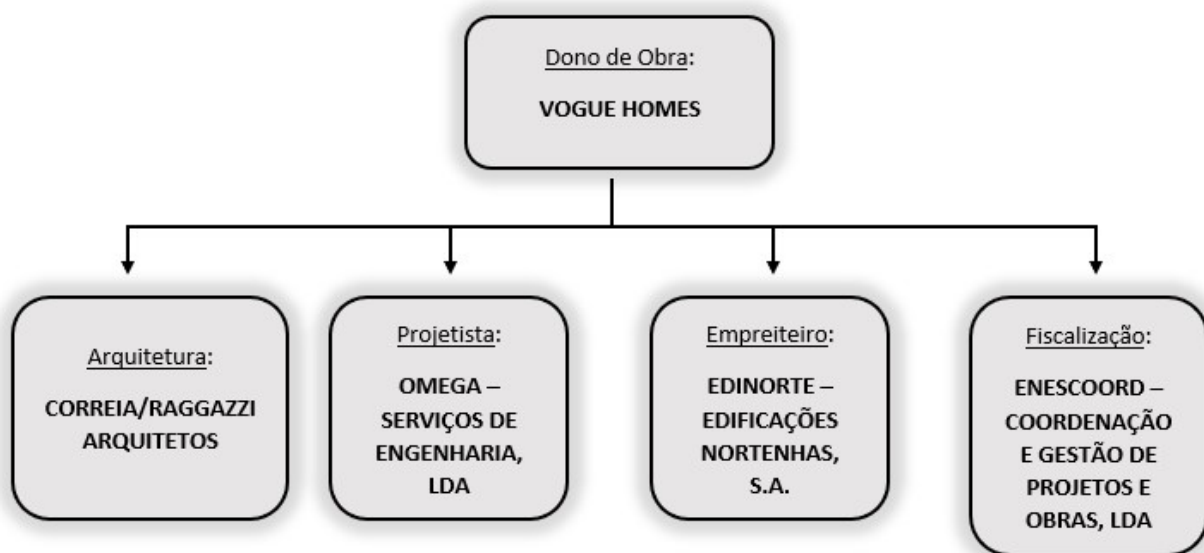 Dono de Obra:
VOGUE HOMES
Arquitetura:
CORREIA/RAGGAZZI
ARQUITETOS
Projetista:
OMEGA –
SERVIÇOS DE
ENGENHARIA,
LDA
Empreiteiro:
EDINORTE –
EDIFICAÇÕES
NORTENHAS,
S.A.
Fiscalização:
ENESCOORD –
COORDENAÇÃO
E GESTÃO DE
PROJETOS E
OBRAS, LDA